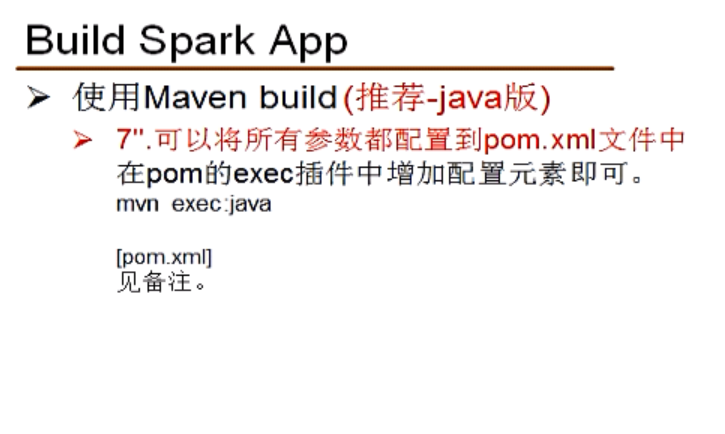 Build Spark App
➤ 使用Maven build(推荐-java版)
➤ 7".可以将所有参数都配置到pom.xml文件中
在pom的exec插件中增加配置元素即可。
mvn exec:java
[pom.xml]
见备注。